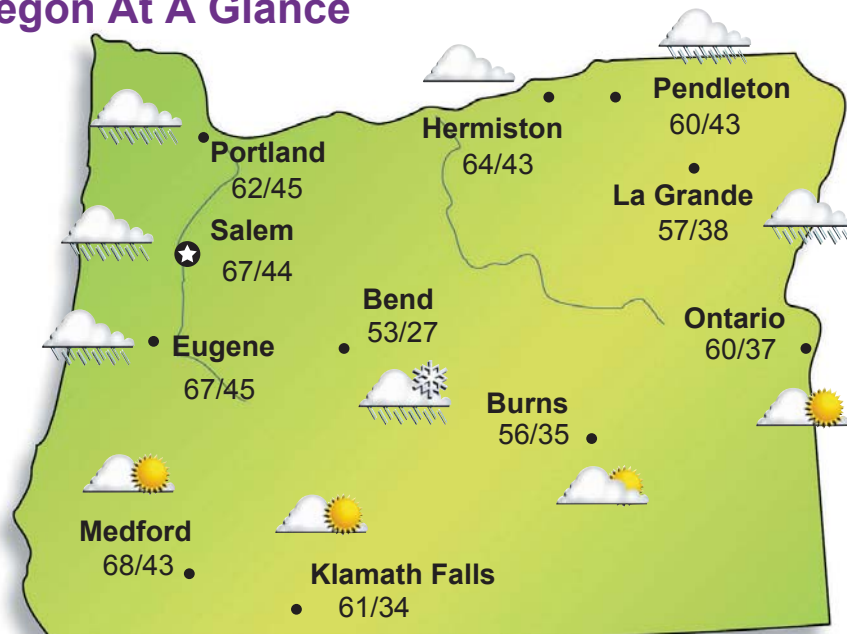 egon At A Glance
Pendleton
60/43
Hermiston
64/43
Portland
62/45
La Grande
57/38
Salem
67/44
Bend
53/27
Ontario
60/37
Eugene
67/45
Burns
56/35
Medford
68/43
Klamath Falls
61/34